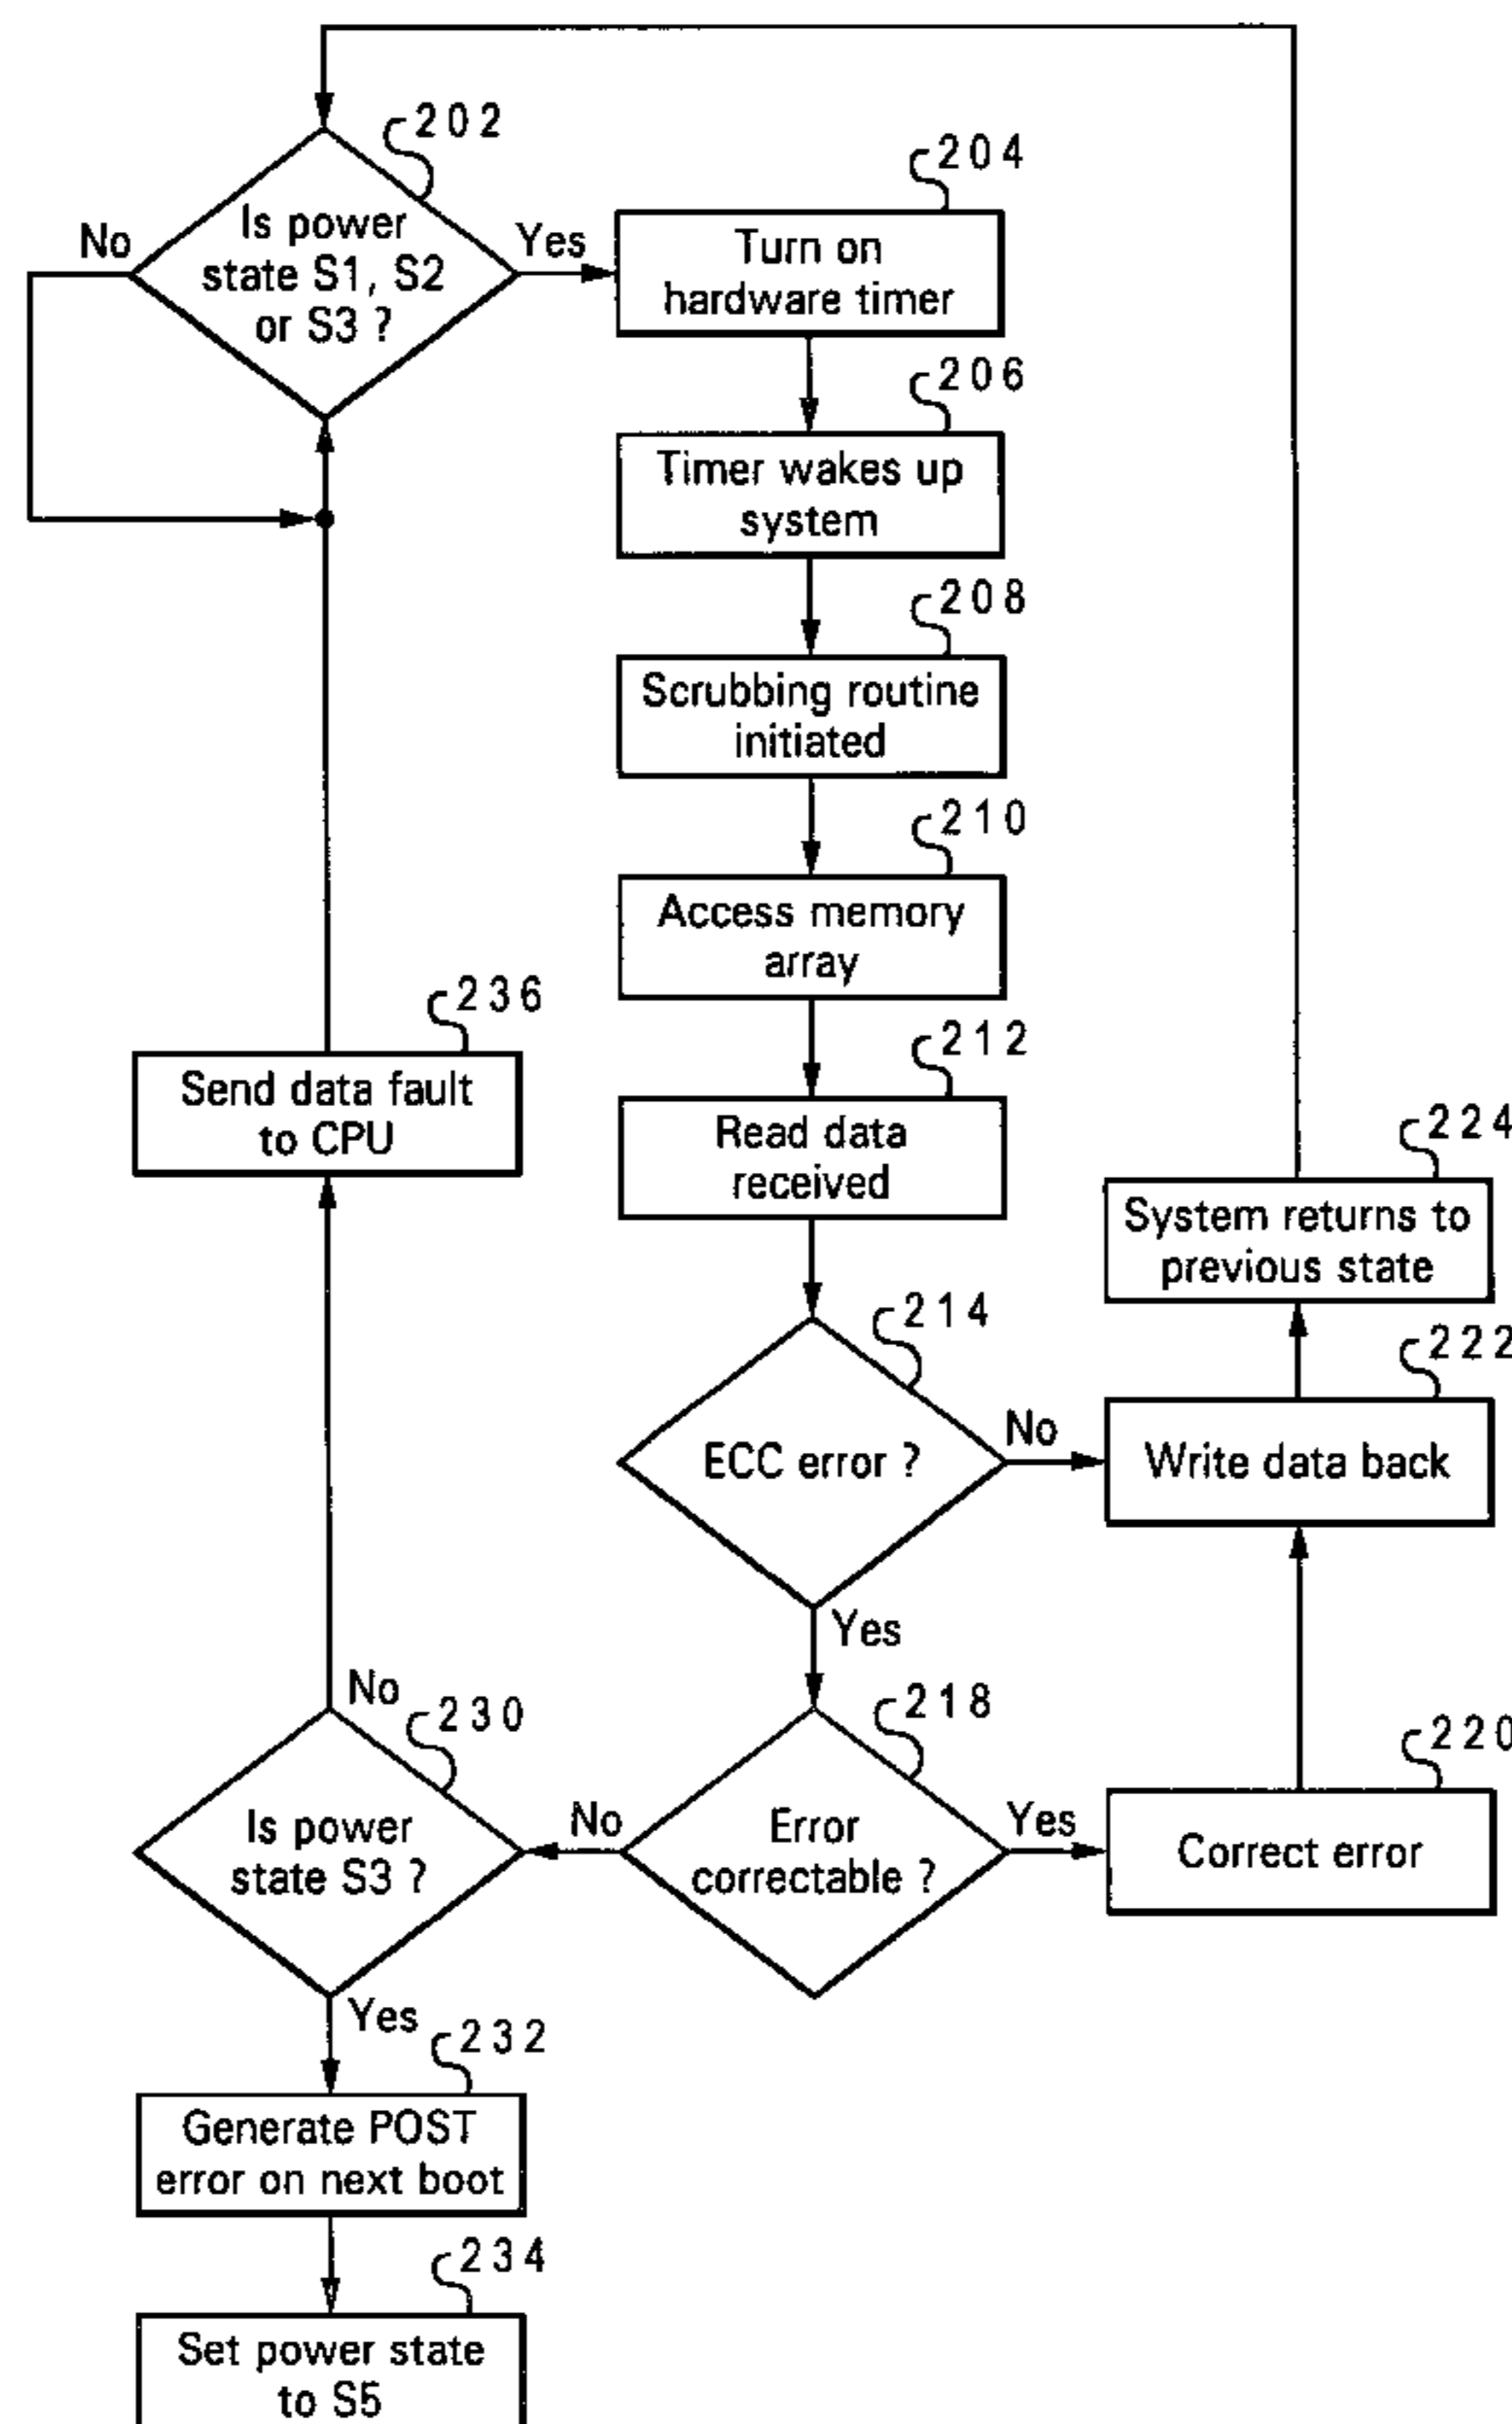 202
No
Is power
state S1, S2
or S3 ?
Yes
204
Turn on
hardware timer
206
Timer wakes up
system
208
Scrubbing routine
initiated
210
Access memory
array
236
Send data fault
to CPU
212
Read data
received
224
System returns to
previous state
214
ECC error ?
No
222
Write data back
Yes
No
230
Is power
state S3 ?
218
No
Error
correctable ?
Yes
220
Correct error
Yes
232
Generate POST
error on next boot
234
Set power state
to S5